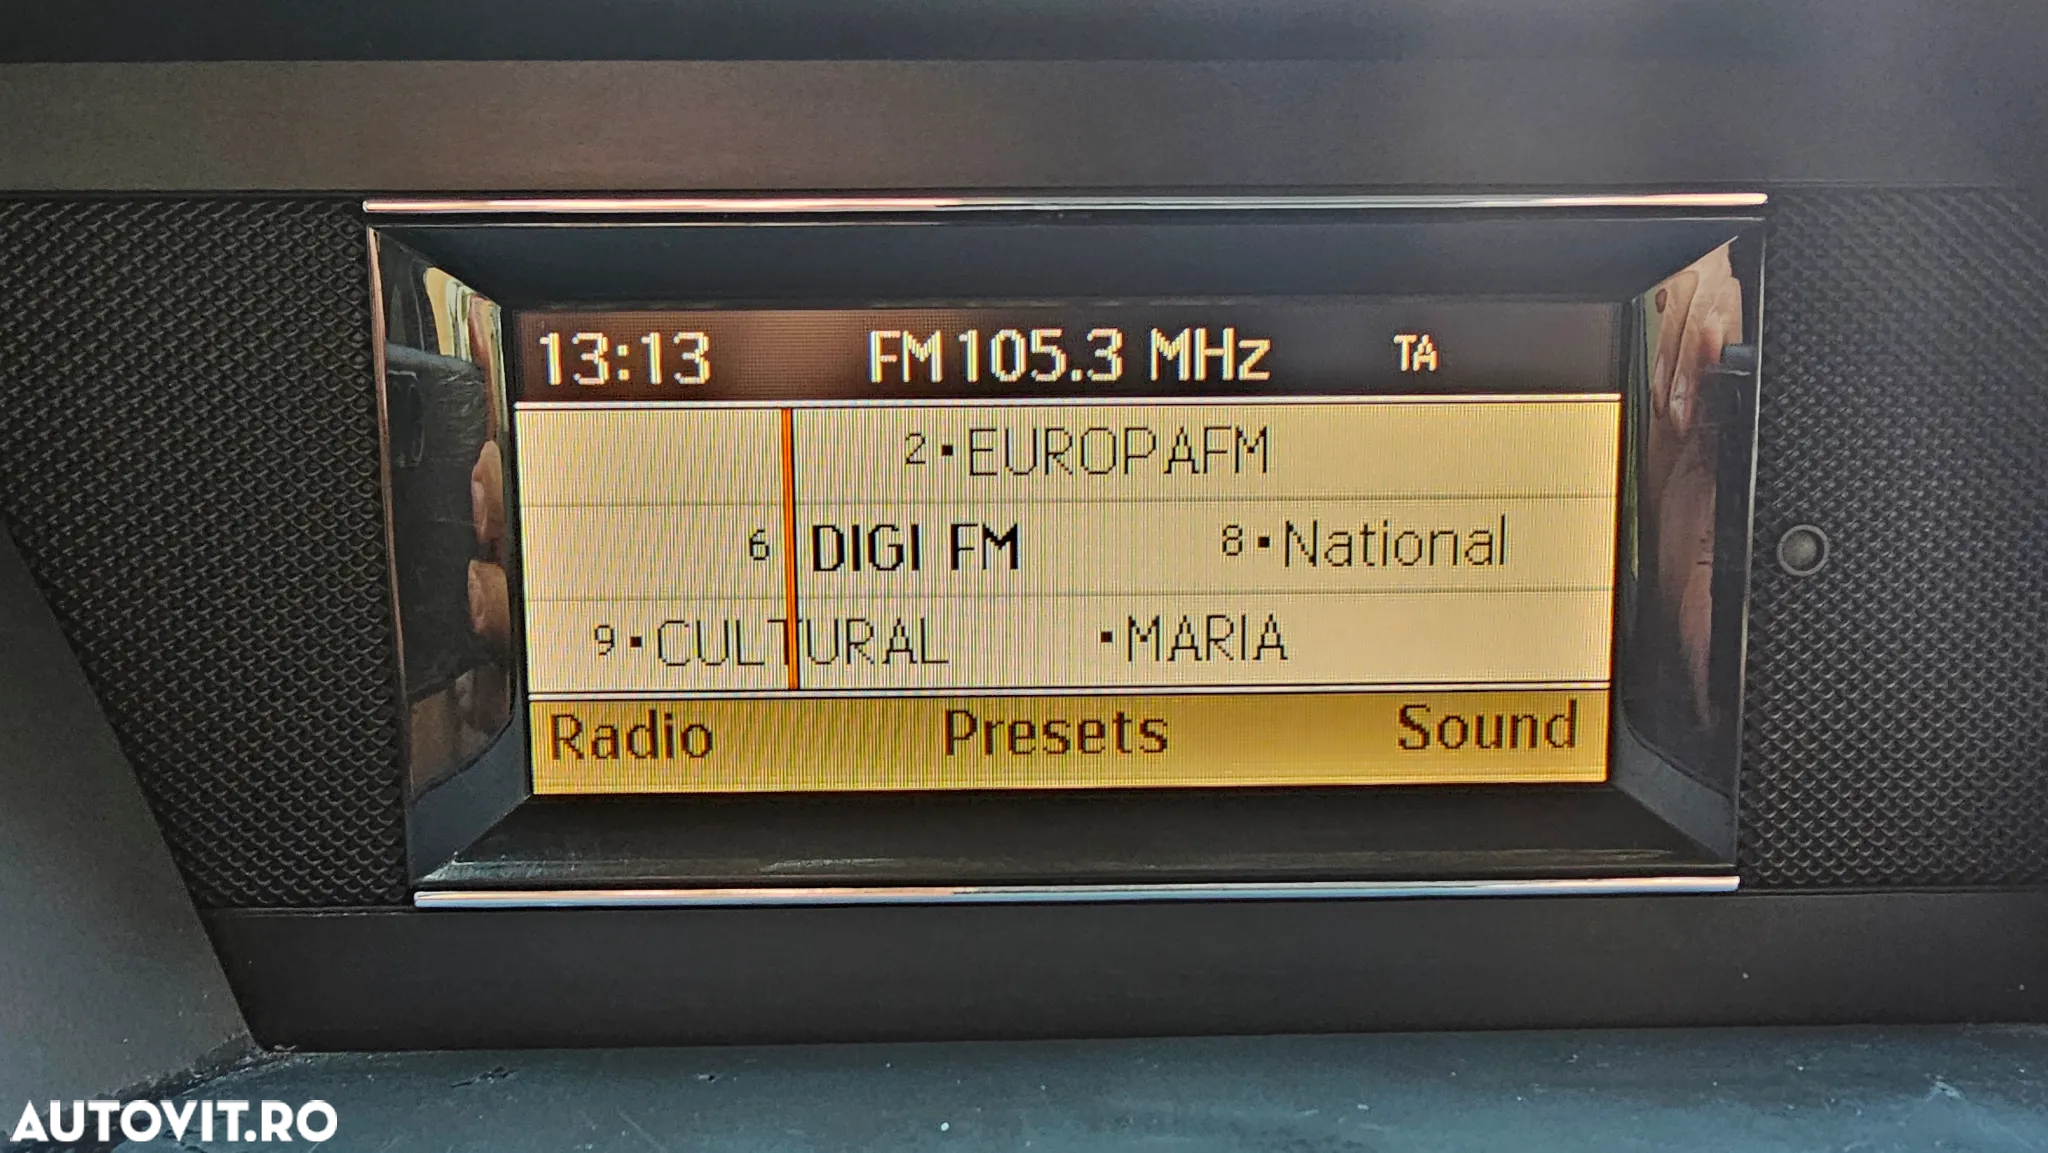 13:13 FM 105.3 MHz TA
2▪EUROPAFM
6 DIGI FM 8▪National
9▪CULTURAL ▪MARIA
Radio Presets Sound
AUTOVIT.RO